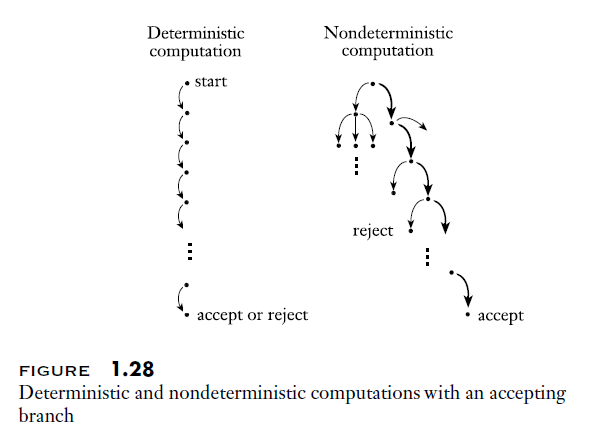 Deterministic
computation
start
accept or reject
Nondeterministic
computation
reject
accept
FIGURE 1.28
Deterministic and nondeterministic computations with an accepting
branch